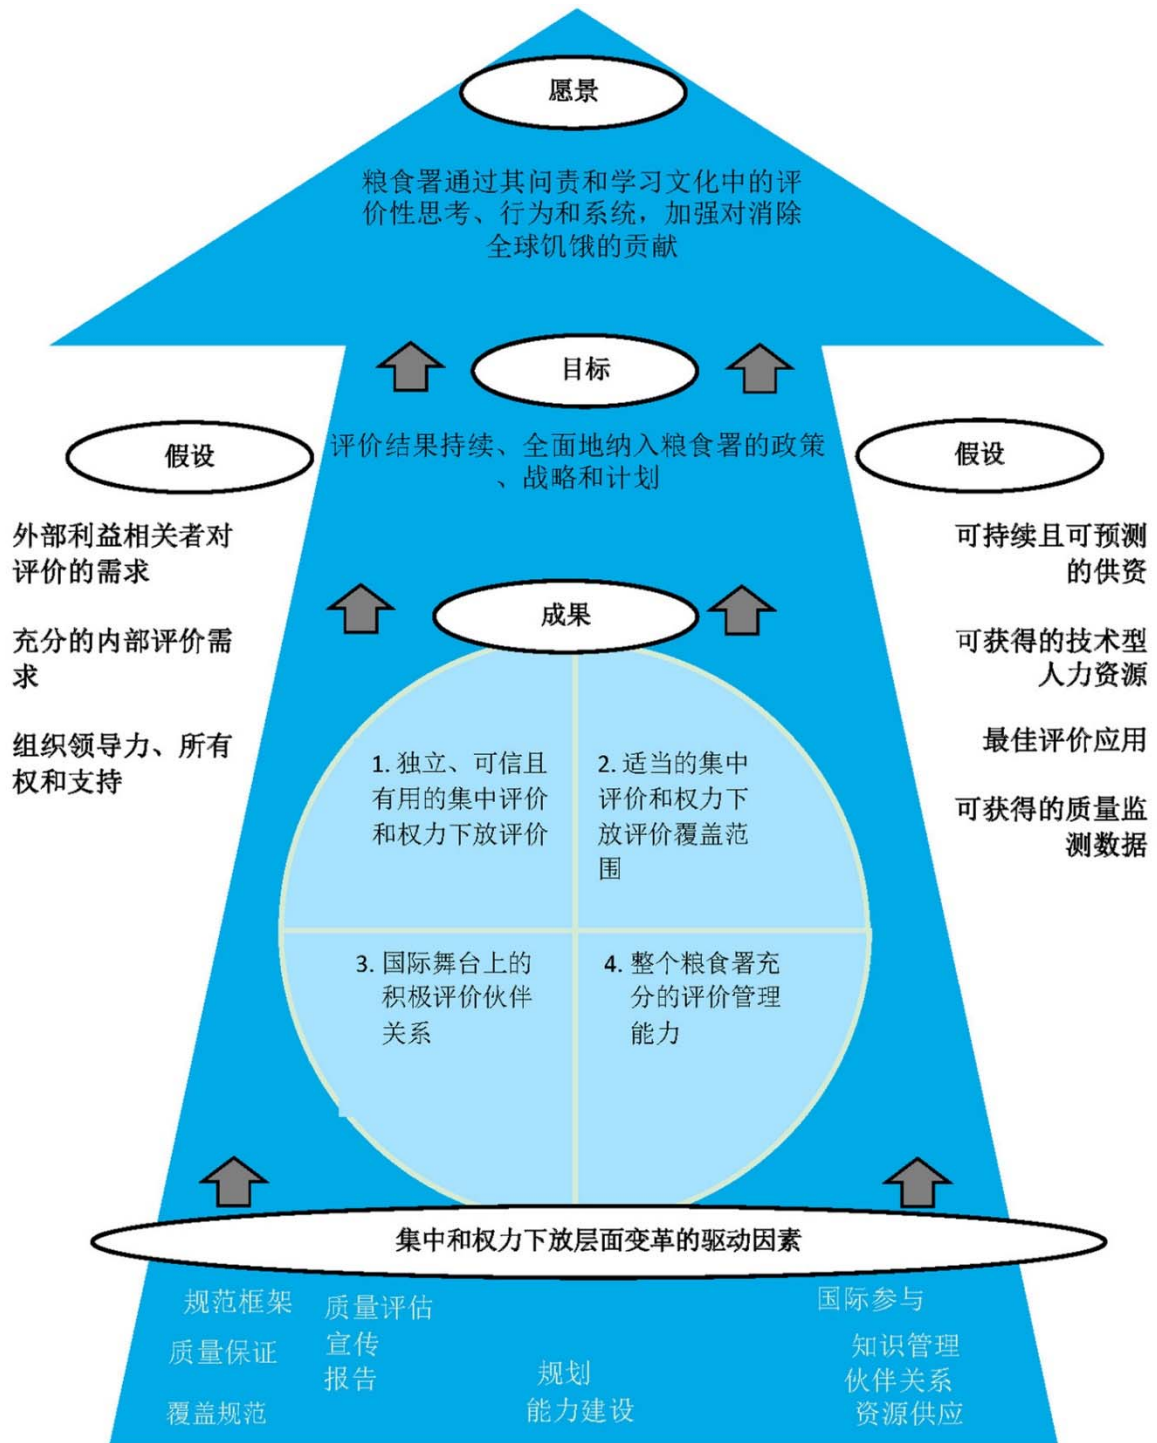 愿景
粮食署通过其问责和学习文化中的评
价性思考、行为和系统，加强对消除
全球饥饿的贡献
目标
评价结果持续、全面地纳入粮食署的政策
、战略和计划
假设
外部利益相关者对
评价的需求
充分的内部评价需
求
组织领导力、所有
权和支持
假设
可持续且可预测
的供资
可获得的技术型
人力资源
最佳评价应用
可获得的质量监
测数据
成果
1. 独立、可信且
有用的集中评价
和权力下放评价
2. 适当的集中
评价和权力下
放评价覆盖范
围
3. 国际舞台上的
积极评价伙伴
关系
4. 整个粮食署充
分的评价管理
能力
集中和权力下放层面变革的驱动因素
规范框架
质量保证
覆盖规范
质量评估
宣传
报告
规划
能力建设
国际参与
知识管理
伙伴关系
资源供应